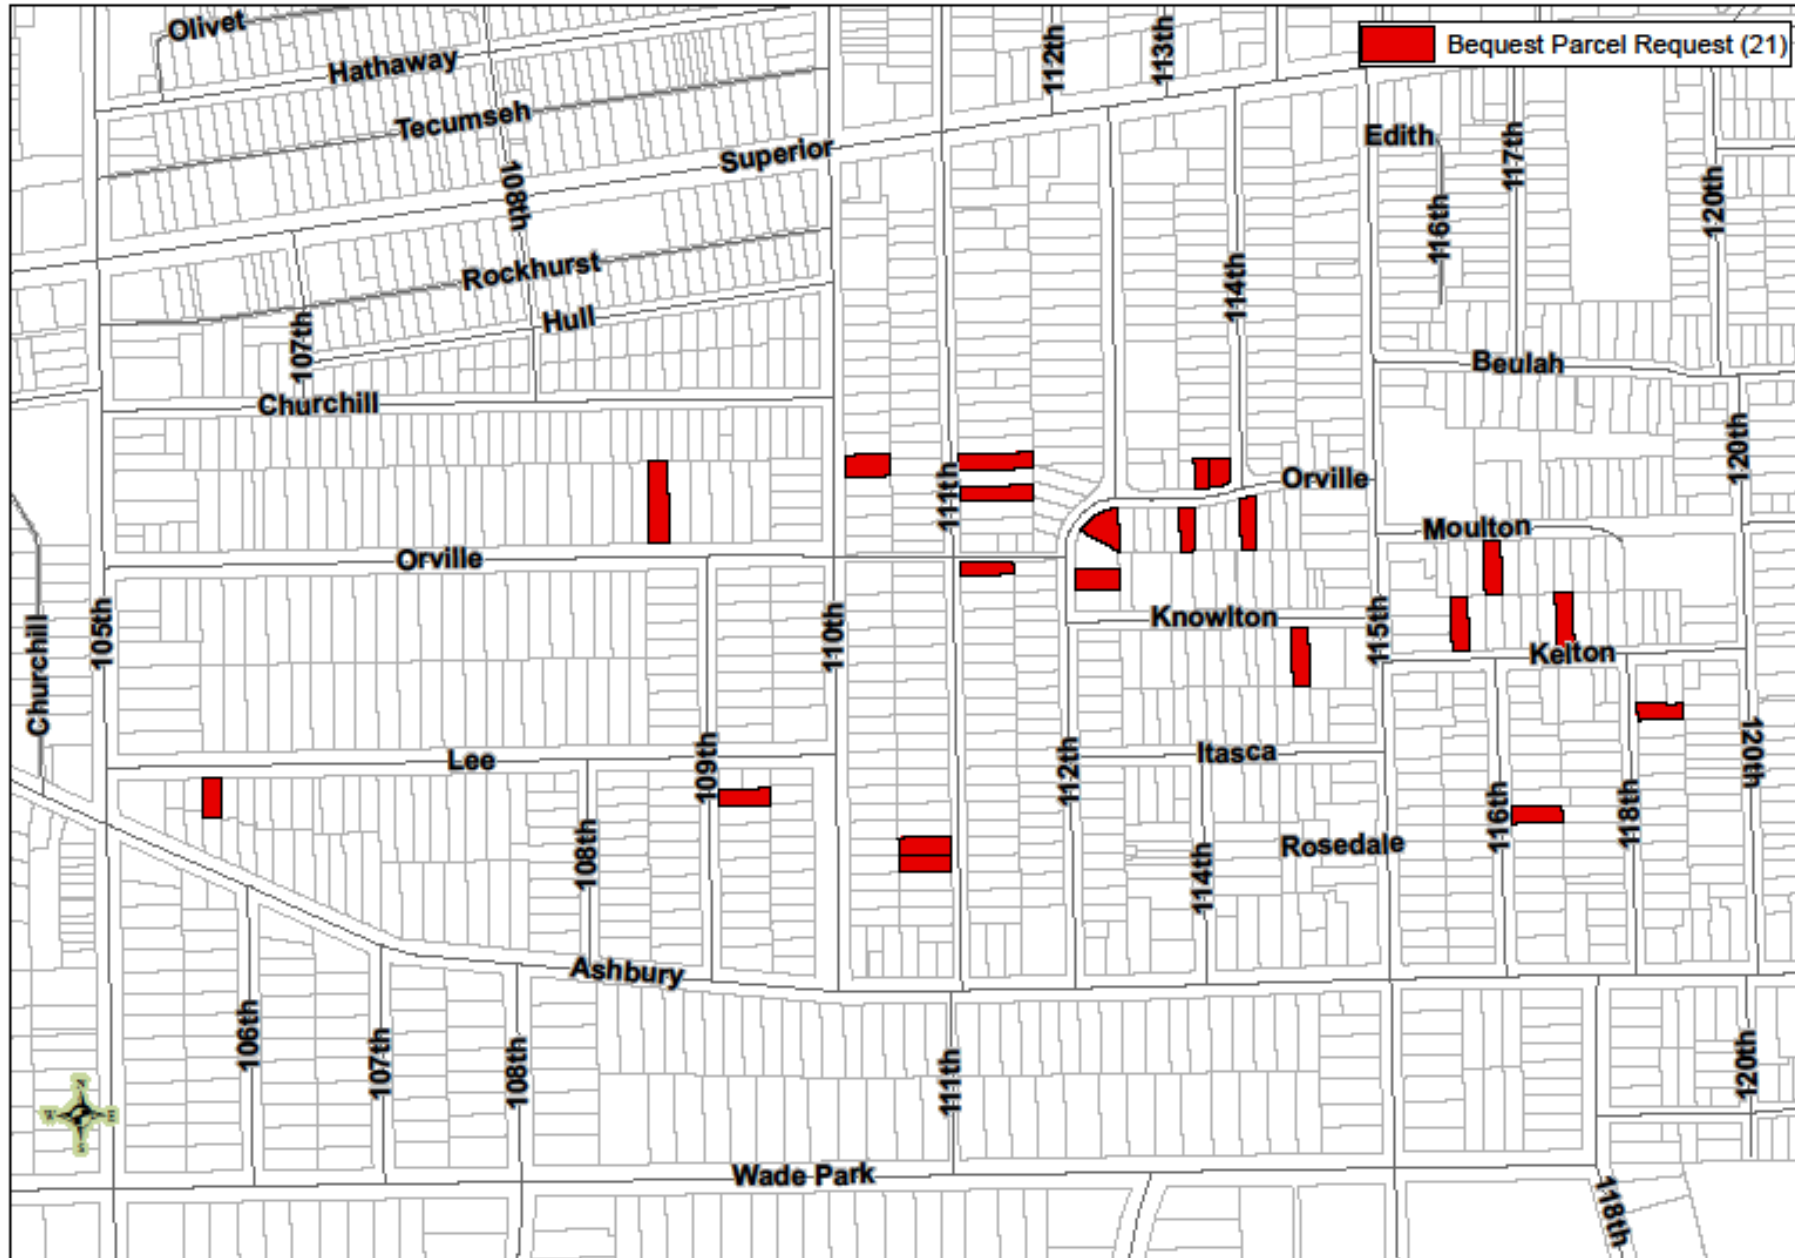 Olivet
Hathaway
112th
113th
Bequest Parcel Request (21)
Tecumseh
Superior
Edith
117th
108th
116th
120th
Rockhurst
114th
Hull
107th
Beulah
Churchill
120th
111th
Orville
Moulton
Orville
105th
110th
Knowlton
115th
Kelton
Churchill
Lee
109th
112th
Itasca
120th
116th
118th
108th
114th
Rosedale
Ashbury
106th
107th
108th
111th
120th
Wade Park
118th